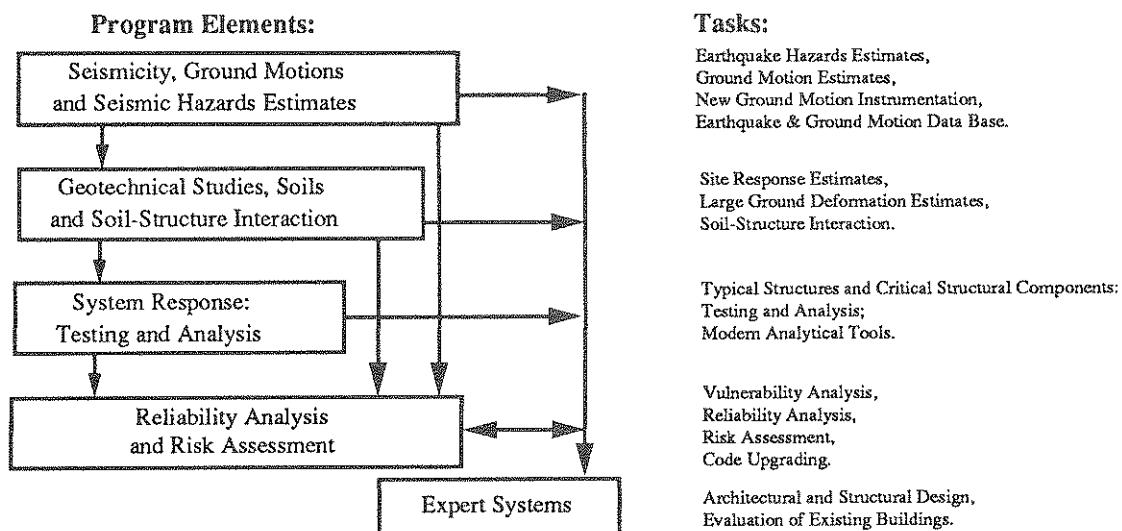 Program Elements:
Seismicity, Ground Motions
and Seismic Hazards Estimates
Geotechnical Studies, Soils
and Soil-Structure Interaction
System Response:
Testing and Analysis
Reliability Analysis
and Risk Assessment
Expert Systems
Tasks:
Earthquake Hazards Estimates,
Ground Motion Estimates,
New Ground Motion Instrumentation,
Earthquake & Ground Motion Data Base.
Site Response Estimates,
Large Ground Deformation Estimates,
Soil-Structure Interaction.
Typical Structures and Critical Structural Components:
Testing and Analysis;
Modern Analytical Tools.
Vulnerability Analysis,
Reliability Analysis,
Risk Assessment,
Code Upgrading.
Architectural and Structural Design,
Evaluation of Existing Buildings.